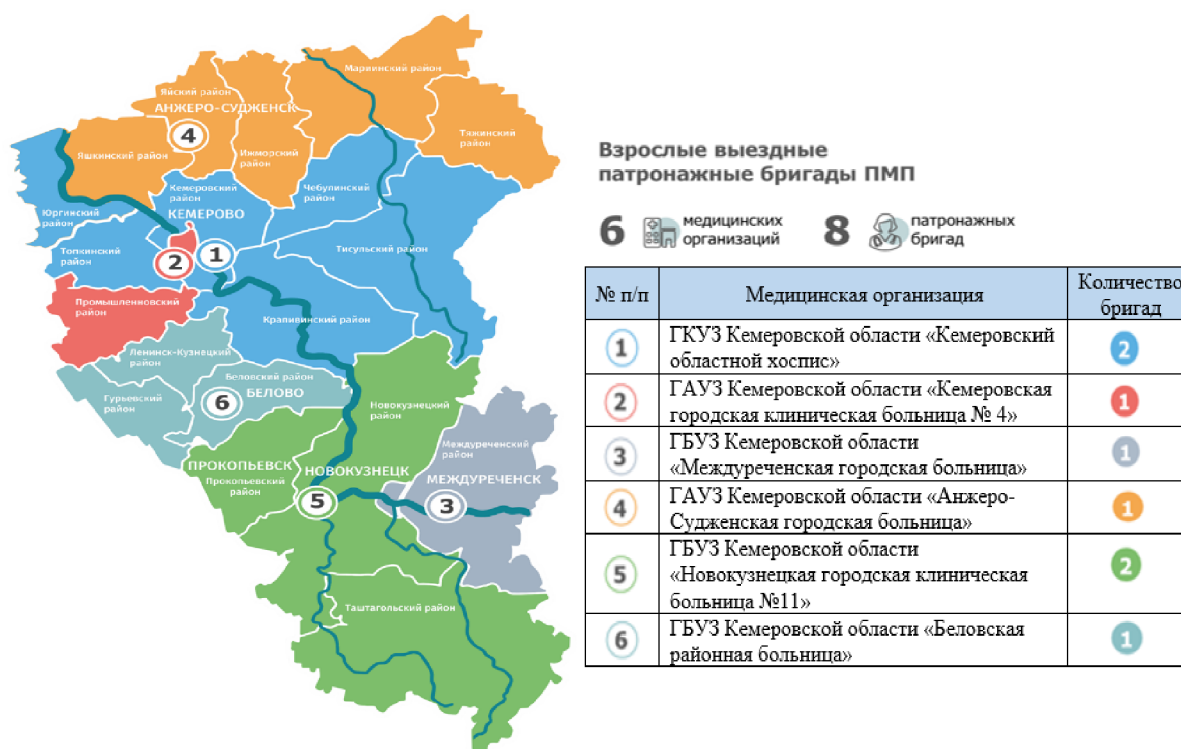 Мариинский район
Яйский район
АНЖЕРО-СУДЖЕНСК
4
Тяжинский район
Яшкинский район
Ижморский
район
Кемеровский
район
Чебулинский
район
КЕМЕРОВО
Юргинский
район
Топкинский
район
2
1
Тисульский район
Промышленновский
район
Крапивинский район
Ленинск-Кузнецкий
район
Беловский район
БЕЛОВО
6
Гурьевский
район
Новокузнецкий
район
Междуреченский
район
ПРОКОПЬЕВСК
Прокопьевский
район
НОВОКУЗНЕЦК
5
МЕЖДУРЕЧЕНСК
3
Таштагольский район
Взрослые выездные
патронажные бригады ПМП
6 медицинских
организаций
8 патронажных
бригад
№ п/п Медицинская организация Количество
бригад
1 ГКУЗ Кемеровской области «Кемеровский
областной хоспис» 2
2 ГАУЗ Кемеровской области «Кемеровская
городская клиническая больница № 4» 1
3 ГБУЗ Кемеровской области
«Междуреченская городская больница» 1
4 ГАУЗ Кемеровской области «Анжеро-
Судженская городская больница» 1
5 ГБУЗ Кемеровской области
«Новокузнецкая городская клиническая
больница №11» 2
6 ГБУЗ Кемеровской области «Беловская
районная больница» 1